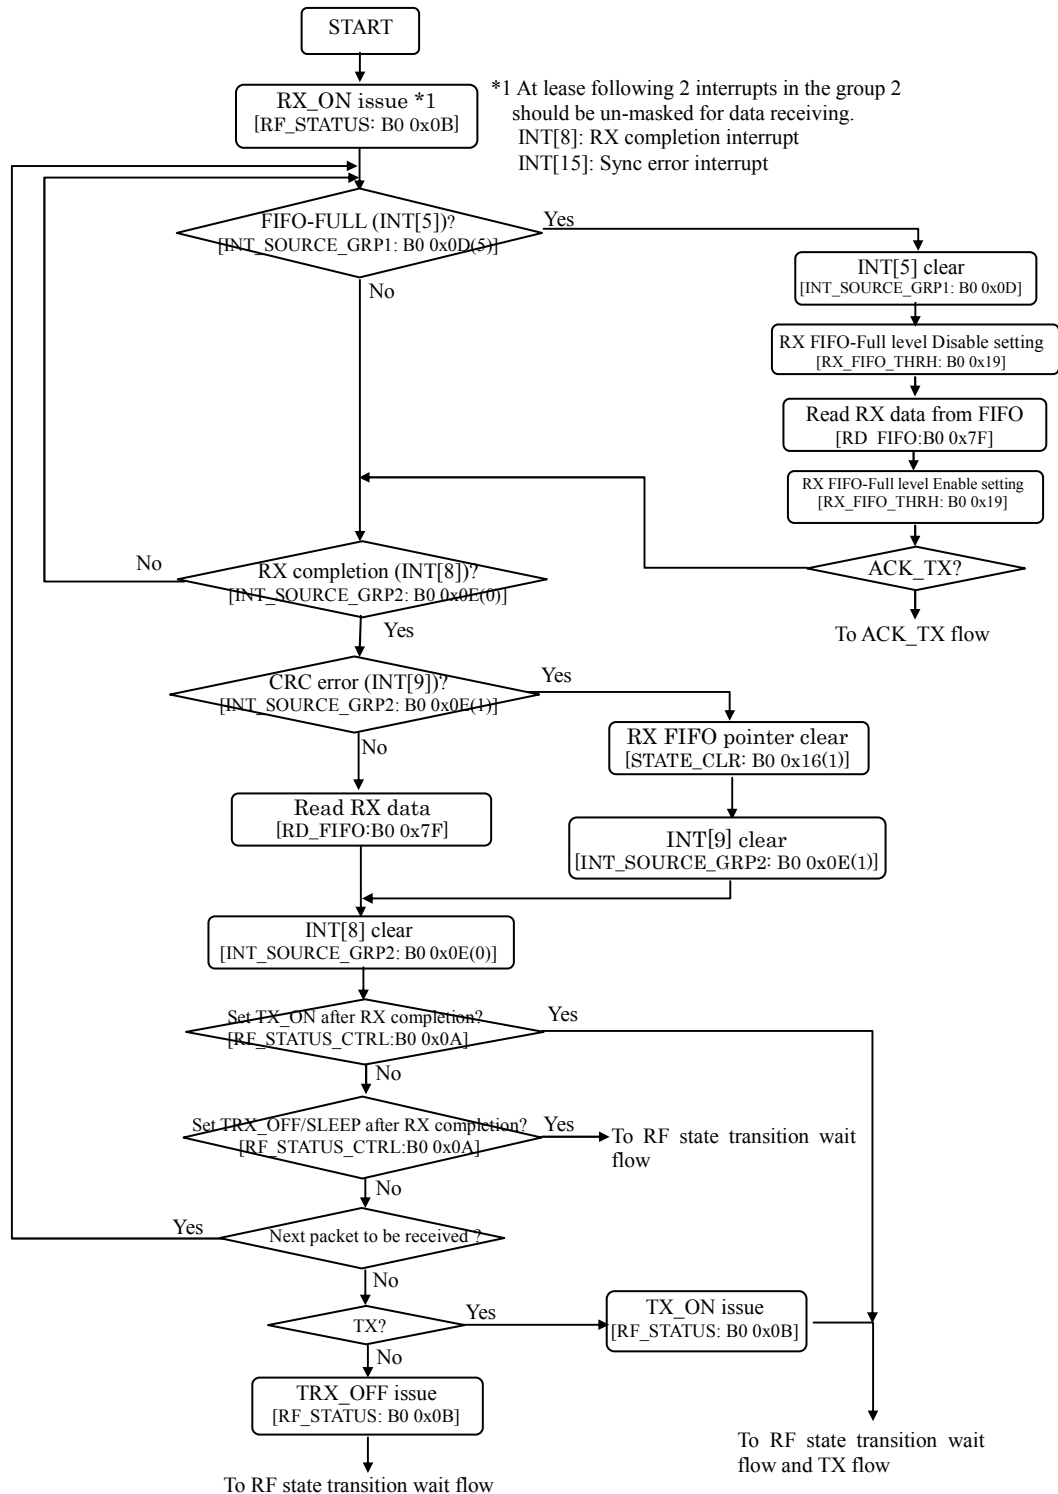 START
RX_ON issue *1
[RF_STATUS: B0 0x0B]
*1 At lease following 2 interrupts in the group 2
should be un-masked for data receiving.
INT[8]: RX completion interrupt
INT[15]: Sync error interrupt
FIFO-FULL (INT[5])?
[INT_SOURCE_GRP1: B0 0x0D(5)]
Yes
No
INT[5] clear
[INT_SOURCE_GRP1: B0 0x0D]
RX FIFO-Full level Disable setting
[RX_FIFO_THRH: B0 0x19]
Read RX data from FIFO
[RD_FIFO:B0 0x7F]
RX FIFO-Full level Enable setting
[RX_FIFO_THRH: B0 0x19]
ACK_TX?
To ACK_TX flow
No
RX completion (INT[8])?
[INT_SOURCE_GRP2: B0 0x0E(0)]
Yes
CRC error (INT[9])?
[INT_SOURCE_GRP2: B0 0x0E(1)]
Yes
No
RX FIFO pointer clear
[STATE_CLR: B0 0x16(1)]
Read RX data
[RD_FIFO:B0 0x7F]
INT[9] clear
[INT_SOURCE_GRP2: B0 0x0E(1)]
INT[8] clear
[INT_SOURCE_GRP2: B0 0x0E(0)]
Set TX_ON after RX completion?
[RF_STATUS_CTRL:B0 0x0A]
Yes
No
Set TRX_OFF/SLEEP after RX completion?
[RF_STATUS_CTRL:B0 0x0A]
Yes
To RF state transition wait
flow
No
Yes
Next packet to be received ?
No
TX?
Yes
TX_ON issue
[RF_STATUS: B0 0x0B]
No
TRX_OFF issue
[RF_STATUS: B0 0x0B]
To RF state transition wait
flow and TX flow
To RF state transition wait flow